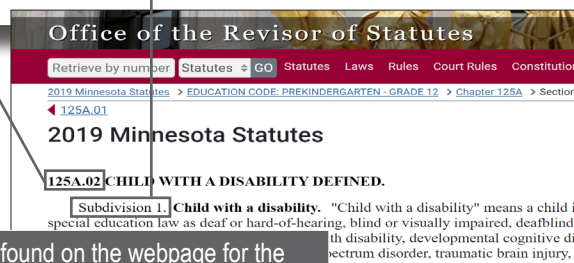 Office of the Revisor of Statutes
Retrieve by number Statutes GO Statutes Laws Rules Court Rules Constitution
2019 Minnesota Statutes > EDUCATION CODE: PREKINDERGARTEN - GRADE 12 > Chapter 125A > Section
125A.01
2019 Minnesota Statutes
125A.02 CHILD WITH A DISABILITY DEFINED.
Subdivision 1. Child with a disability. "Child with a disability" means a child i
special education law as deaf or hard-of-hearing, blind or visually impaired, deafblind
th disability, developmental cognitive di
found on the webpage for the
ectrum disorder, traumatic brain injury,